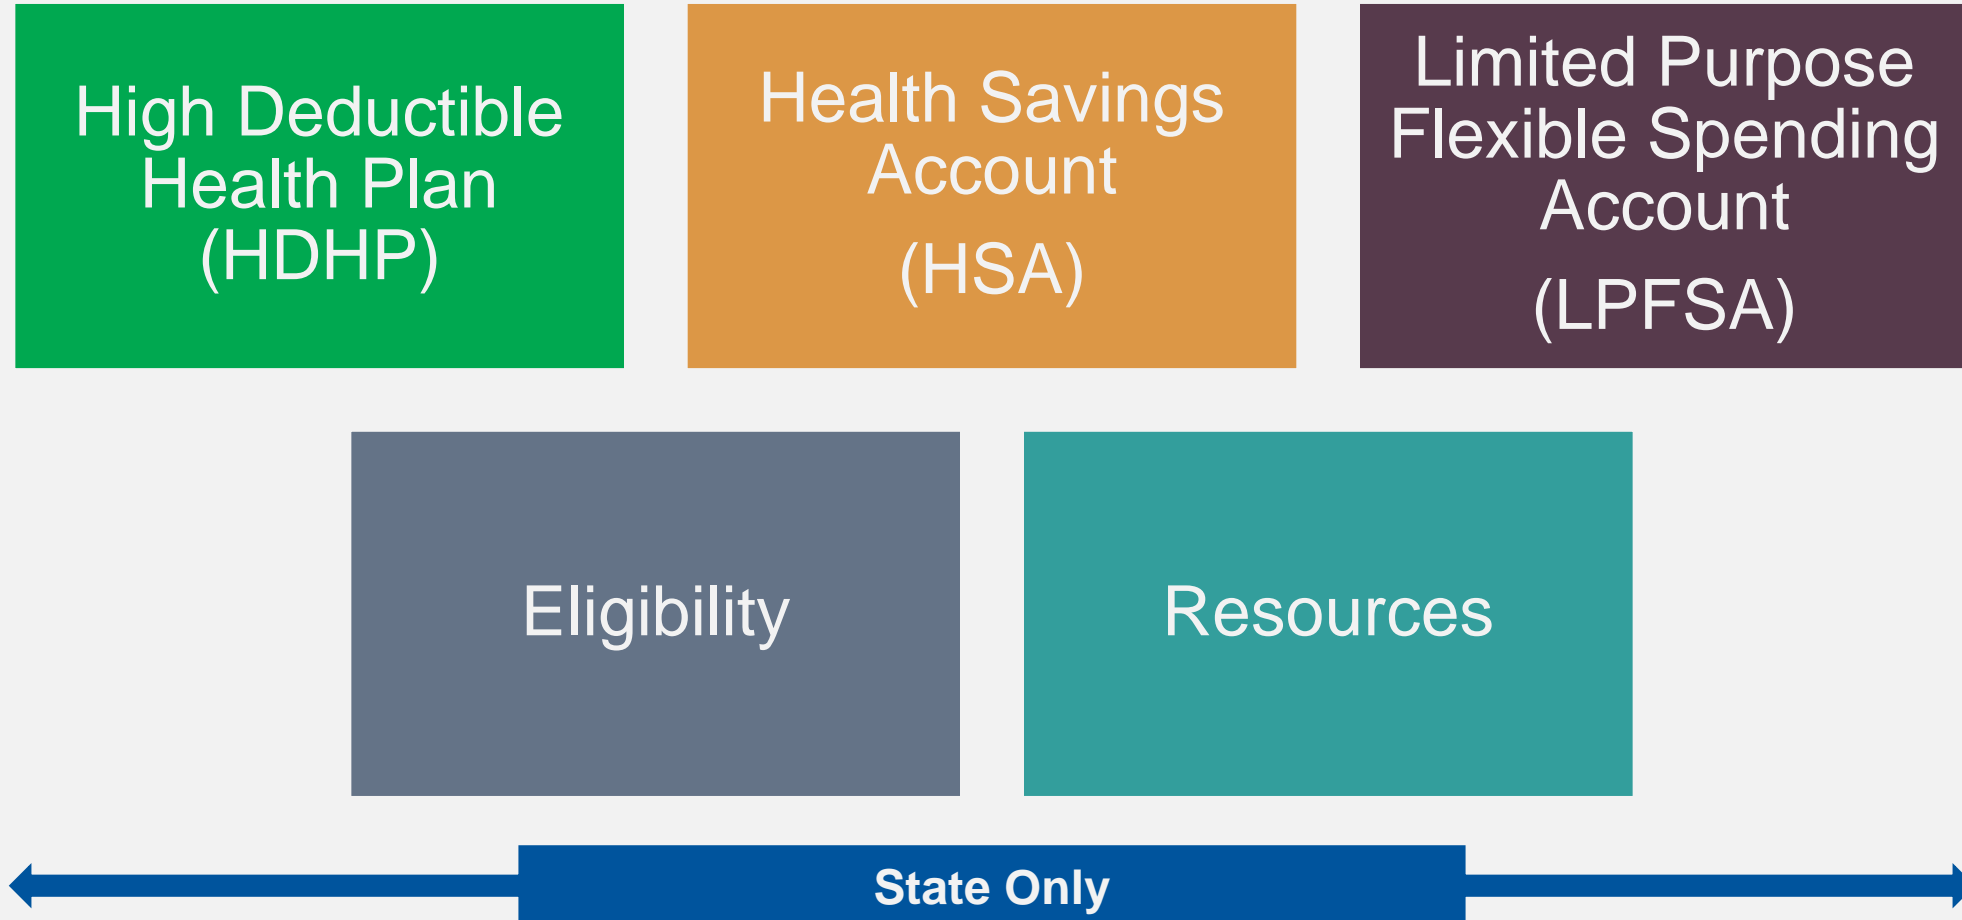 High Deductible
Health Plan
(HDHP)
Health Savings
Account
(HSA)
Limited Purpose
Flexible Spending
Account
(LPFSA)
Eligibility
Resources
State Only